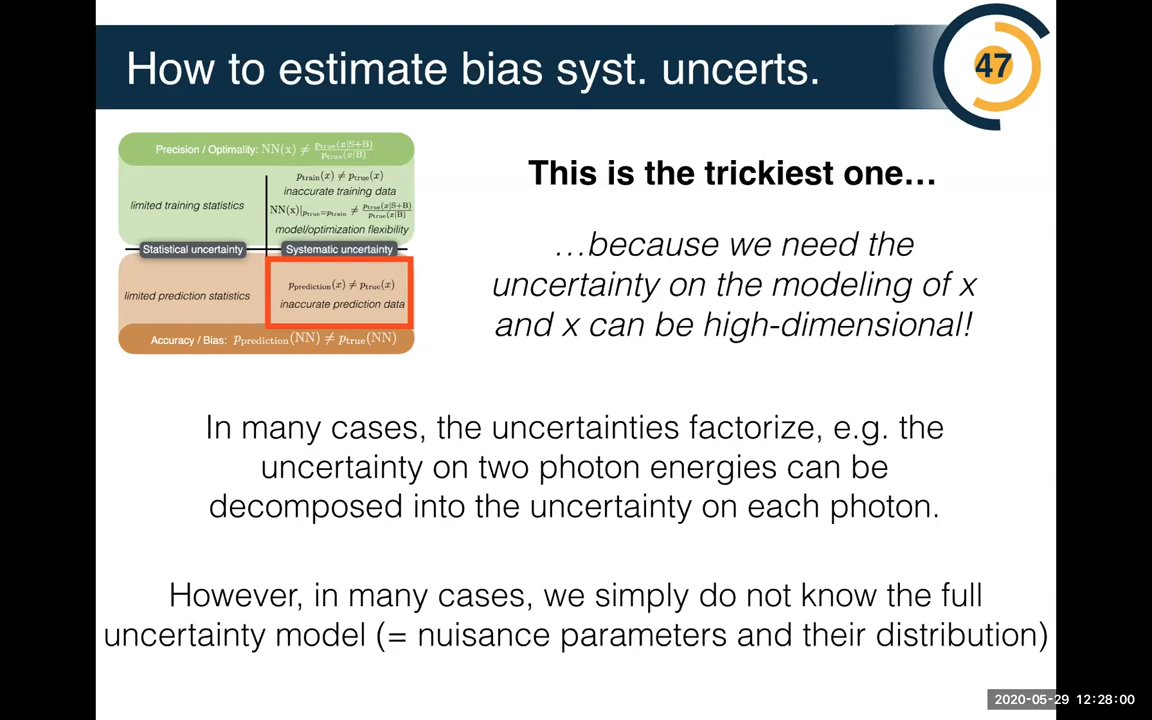 How to estimate bias syst. uncerts.
47
Precision / Optimality: NN(x) ≠ p_true(x|S+B) / p_true(x|B)
limited training statistics
p_train(x) ≠ p_true(x)
inaccurate training data
NN(x)|p_true=p_train ≠ p_true(x|S+B) / p_true(x|B)
model/optimization flexibility
Statistical uncertainty
Systematic uncertainty
limited prediction statistics
p_prediction(x) ≠ p_true(x)
inaccurate prediction data
Accuracy / Bias: p_prediction(NN) ≠ p_true(NN)
This is the trickiest one…
…because we need the
uncertainty on the modeling of x
and x can be high-dimensional!
In many cases, the uncertainties factorize, e.g. the
uncertainty on two photon energies can be
decomposed into the uncertainty on each photon.
However, in many cases, we simply do not know the full
uncertainty model (= nuisance parameters and their distribution)
2020-05-29 12:28:00